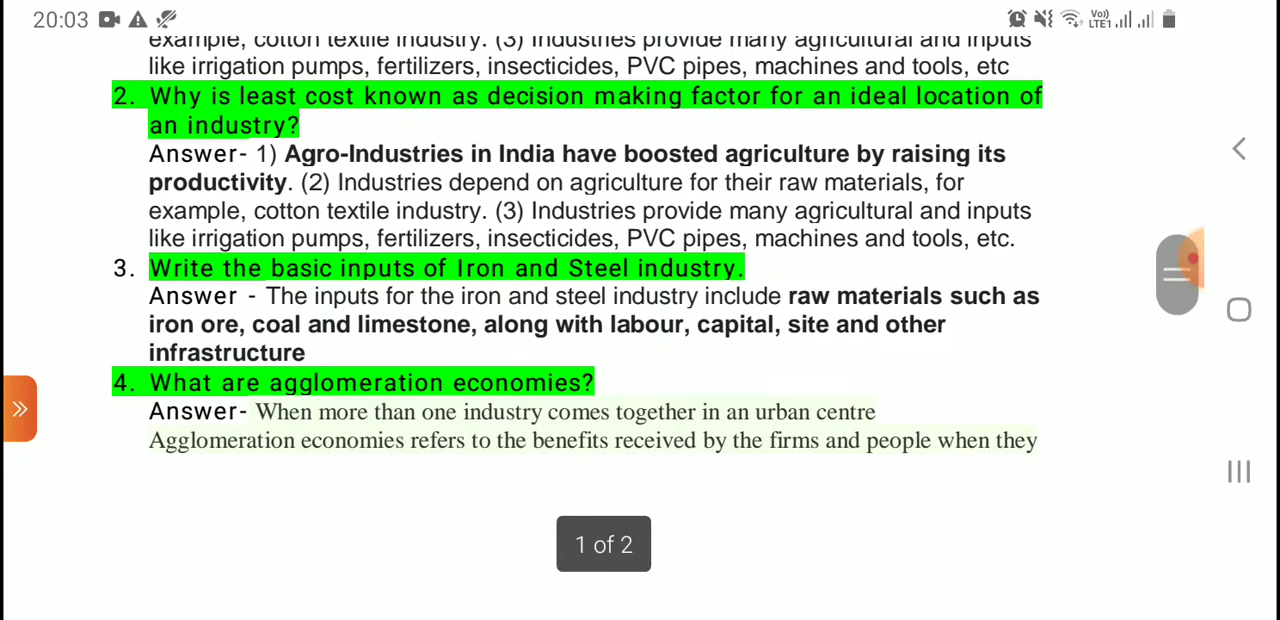 20:03
Vo))
LTE1
example, cotton textile industry. (3) Industries provide many agricultural and inputs
like irrigation pumps, fertilizers, insecticides, PVC pipes, machines and tools, etc
2. Why is least cost known as decision making factor for an ideal location of
an industry?
Answer- 1) Agro-Industries in India have boosted agriculture by raising its
productivity. (2) Industries depend on agriculture for their raw materials, for
example, cotton textile industry. (3) Industries provide many agricultural and inputs
like irrigation pumps, fertilizers, insecticides, PVC pipes, machines and tools, etc.
3. Write the basic inputs of Iron and Steel industry.
Answer - The inputs for the iron and steel industry include raw materials such as
iron ore, coal and limestone, along with labour, capital, site and other
infrastructure
4. What are agglomeration economies?
Answer- When more than one industry comes together in an urban centre
Agglomeration economies refers to the benefits received by the firms and people when they
1 of 2